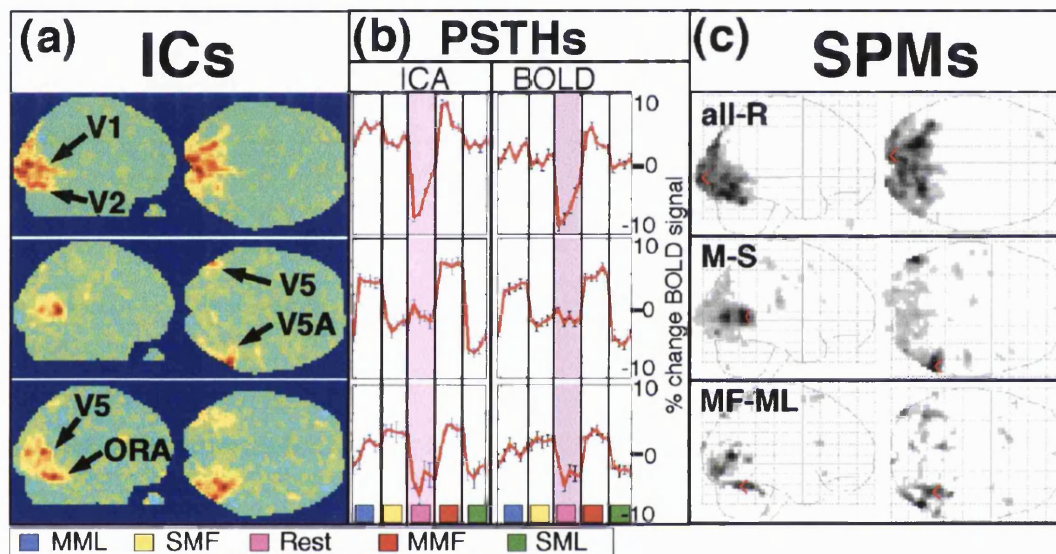 (a) ICs
(b) PSTHs
(c) SPMs
ICA BOLD
V1
V2
V5
V5A
V5
ORA
10
0
-10
10
0
-10
10
0
-10
% change BOLD signal
all-R
M-S
MF-ML
MML SMF Rest MMF SML